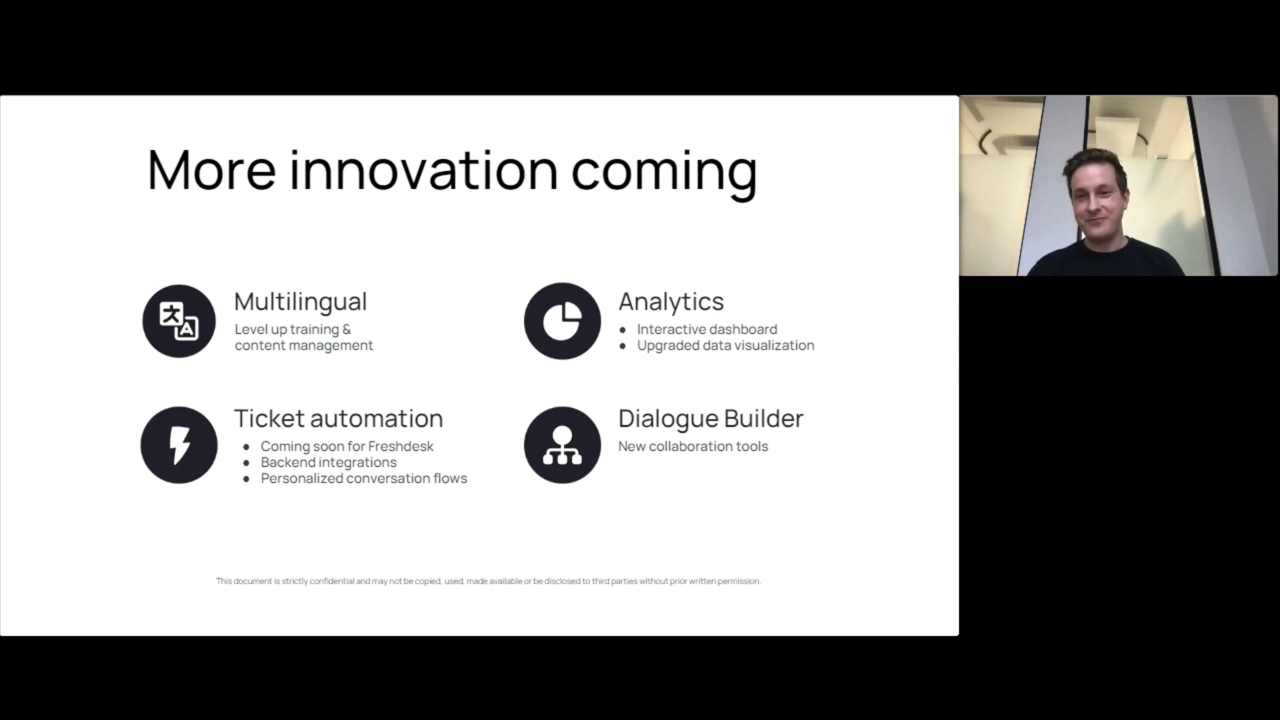 More innovation coming
Multilingual
Level up training &
content management
Analytics
● Interactive dashboard
● Upgraded data visualization
Ticket automation
● Coming soon for Freshdesk
● Backend integrations
● Personalized conversation flows
Dialogue Builder
New collaboration tools
This document is strictly confidential and may not be copied, used, made available or be disclosed to third parties without prior written permission.